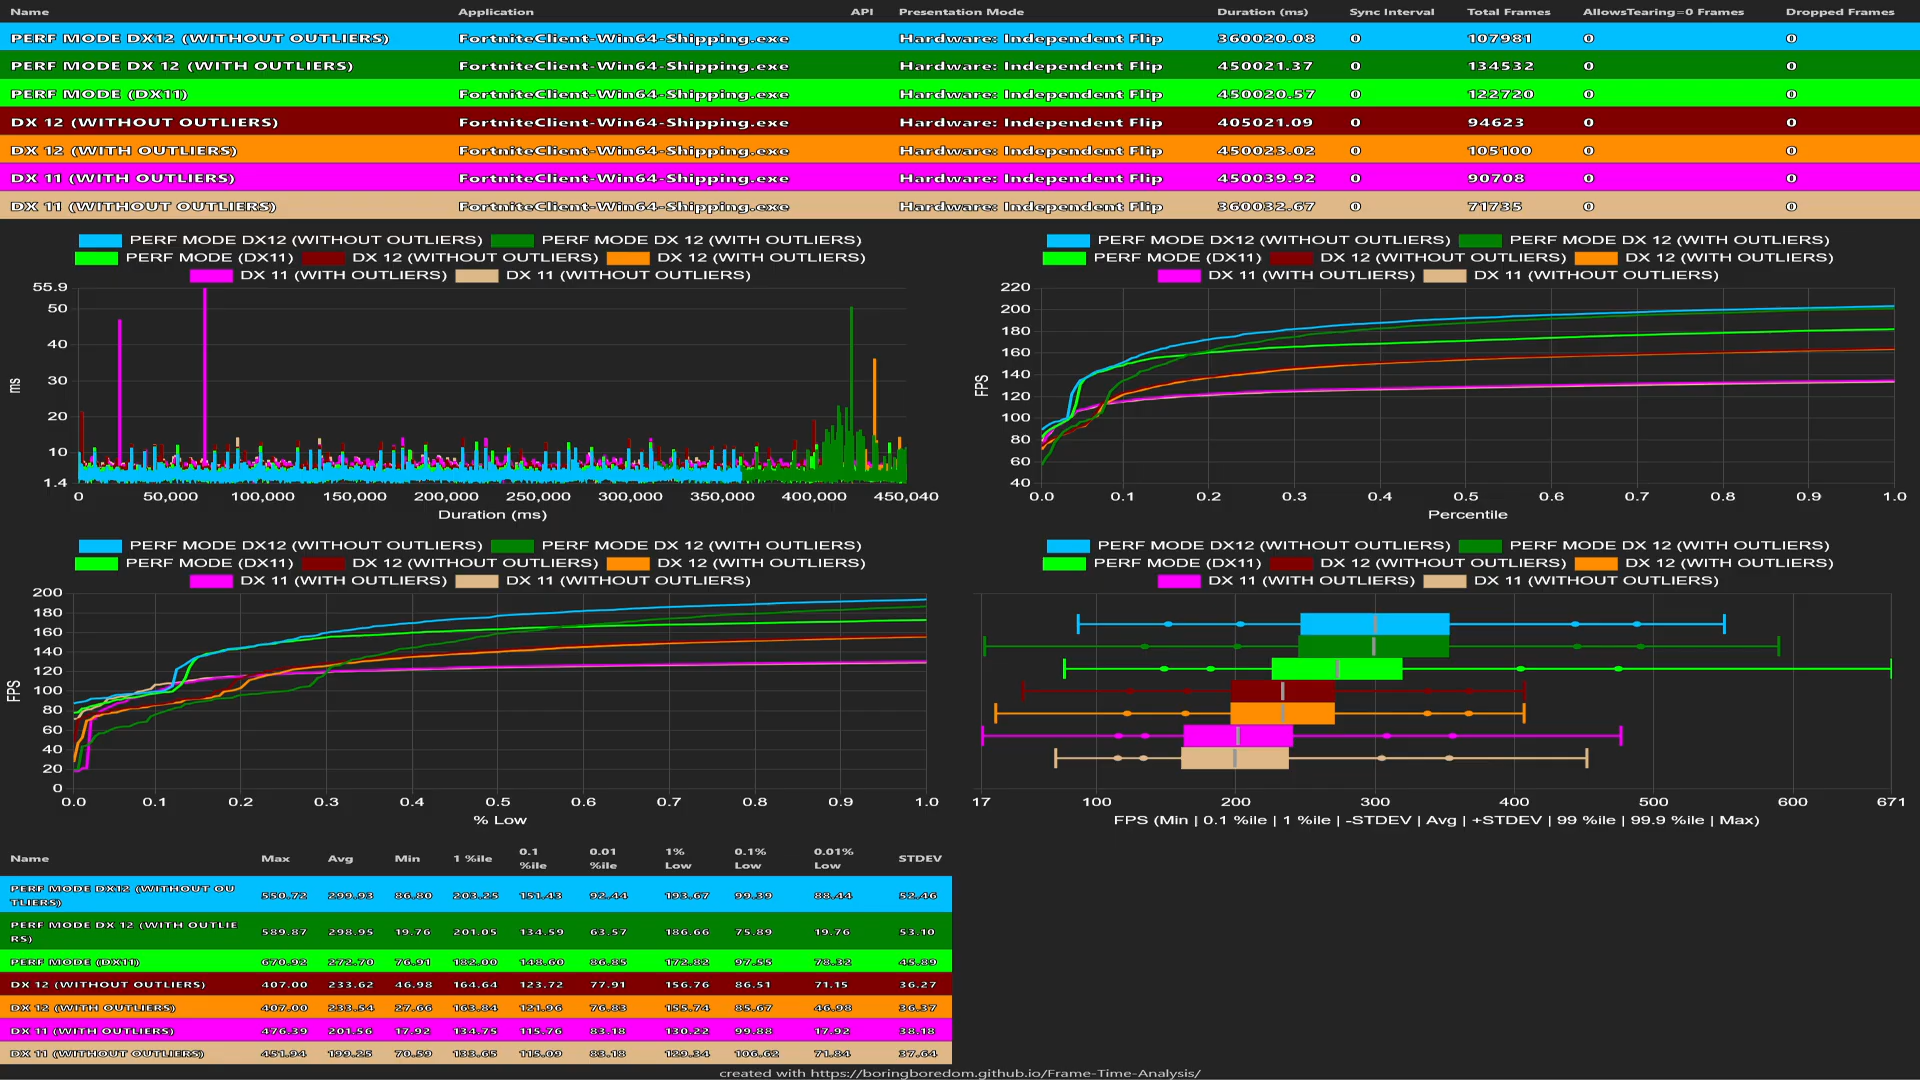 Name Application API Presentation Mode Duration (ms) Sync Interval Total Frames AllowsTearing=0 Frames Dropped Frames
PERF MODE DX12 (WITHOUT OUTLIERS) FortniteClient-Win64-Shipping.exe Hardware: Independent Flip 360020.08 0 107981 0 0
PERF MODE DX 12 (WITH OUTLIERS) FortniteClient-Win64-Shipping.exe Hardware: Independent Flip 450021.37 0 134532 0 0
PERF MODE (DX11) FortniteClient-Win64-Shipping.exe Hardware: Independent Flip 450020.57 0 122720 0 0
DX 12 (WITHOUT OUTLIERS) FortniteClient-Win64-Shipping.exe Hardware: Independent Flip 405021.09 0 94623 0 0
DX 12 (WITH OUTLIERS) FortniteClient-Win64-Shipping.exe Hardware: Independent Flip 450023.02 0 105100 0 0
DX 11 (WITH OUTLIERS) FortniteClient-Win64-Shipping.exe Hardware: Independent Flip 450039.92 0 90708 0 0
DX 11 (WITHOUT OUTLIERS) FortniteClient-Win64-Shipping.exe Hardware: Independent Flip 360032.67 0 71735 0 0
PERF MODE DX12 (WITHOUT OUTLIERS) PERF MODE DX 12 (WITH OUTLIERS)
PERF MODE (DX11) DX 12 (WITHOUT OUTLIERS) DX 12 (WITH OUTLIERS)
DX 11 (WITH OUTLIERS) DX 11 (WITHOUT OUTLIERS)
55.9
50
40
30
20
10
1.4
ms
0 50,000 100,000 150,000 200,000 250,000 300,000 350,000 400,000 450,040
Duration (ms)
PERF MODE DX12 (WITHOUT OUTLIERS) PERF MODE DX 12 (WITH OUTLIERS)
PERF MODE (DX11) DX 12 (WITHOUT OUTLIERS) DX 12 (WITH OUTLIERS)
DX 11 (WITH OUTLIERS) DX 11 (WITHOUT OUTLIERS)
220
200
180
160
140
120
100
80
60
40
FPS
0.0 0.1 0.2 0.3 0.4 0.5 0.6 0.7 0.8 0.9 1.0
Percentile
PERF MODE DX12 (WITHOUT OUTLIERS) PERF MODE DX 12 (WITH OUTLIERS)
PERF MODE (DX11) DX 12 (WITHOUT OUTLIERS) DX 12 (WITH OUTLIERS)
DX 11 (WITH OUTLIERS) DX 11 (WITHOUT OUTLIERS)
200
180
160
140
120
100
80
60
40
20
0
FPS
0.0 0.1 0.2 0.3 0.4 0.5 0.6 0.7 0.8 0.9 1.0
% Low
PERF MODE DX12 (WITHOUT OUTLIERS) PERF MODE DX 12 (WITH OUTLIERS)
PERF MODE (DX11) DX 12 (WITHOUT OUTLIERS) DX 12 (WITH OUTLIERS)
DX 11 (WITH OUTLIERS) DX 11 (WITHOUT OUTLIERS)
17 100 200 300 400 500 600 671
FPS (Min | 0.1 %ile | 1 %ile | -STDEV | Avg | +STDEV | 99 %ile | 99.9 %ile | Max)
Name Max Avg Min 1 %ile 0.1 %ile 0.01 %ile 1% Low 0.1% Low 0.01% Low STDEV
PERF MODE DX12 (WITHOUT OU
TLIERS) 550.72 299.93 86.80 203.25 151.43 92.44 193.67 99.39 88.44 52.46
PERF MODE DX 12 (WITH OUTLIE
RS) 589.87 298.95 19.76 201.05 134.59 63.57 186.66 75.89 19.76 53.10
PERF MODE (DX11) 670.92 272.70 76.91 182.00 148.60 86.85 172.82 97.55 78.32 45.89
DX 12 (WITHOUT OUTLIERS) 407.00 233.62 46.98 164.64 123.72 77.91 156.76 86.51 71.15 36.27
DX 12 (WITH OUTLIERS) 407.00 233.54 27.66 163.84 121.96 76.83 155.74 85.67 46.98 36.37
DX 11 (WITH OUTLIERS) 476.39 201.56 17.92 134.75 115.76 83.18 130.22 99.88 17.92 38.18
DX 11 (WITHOUT OUTLIERS) 451.94 199.25 70.59 133.65 115.09 83.18 129.34 106.62 71.84 37.64
created with https://boringboredom.github.io/Frame-Time-Analysis/